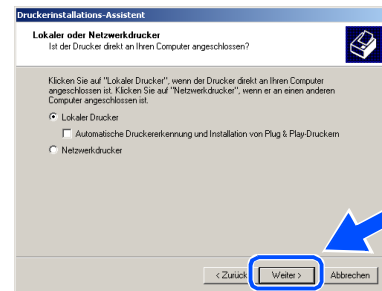 Druckerinstallations-Assistent
Lokaler oder Netzwerkdrucker
Ist der Drucker direkt an Ihren Computer angeschlossen?
Klicken Sie auf "Lokaler Drucker", wenn der Drucker direkt an Ihren Computer
angeschlossen ist. Klicken Sie auf "Netzwerkdrucker", wenn er an einen anderen
Computer angeschlossen ist.
Lokaler Drucker
Automatische Druckererkennung und Installation von Plug & Play-Druckern
Netzwerkdrucker
< Zurück Weiter > Abbrechen